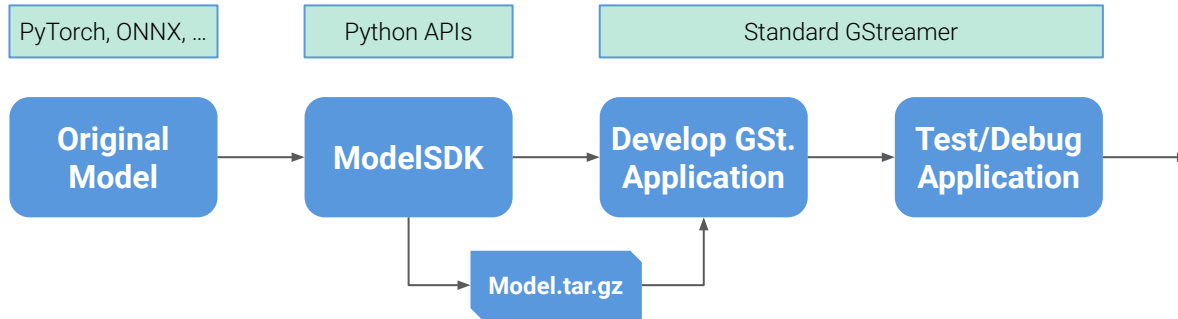 PyTorch, ONNX, ...
Python APIs
Standard GStreamer
Original
Model
ModelSDK
Develop GSt.
Application
Test/Debug
Application
Model.tar.gz